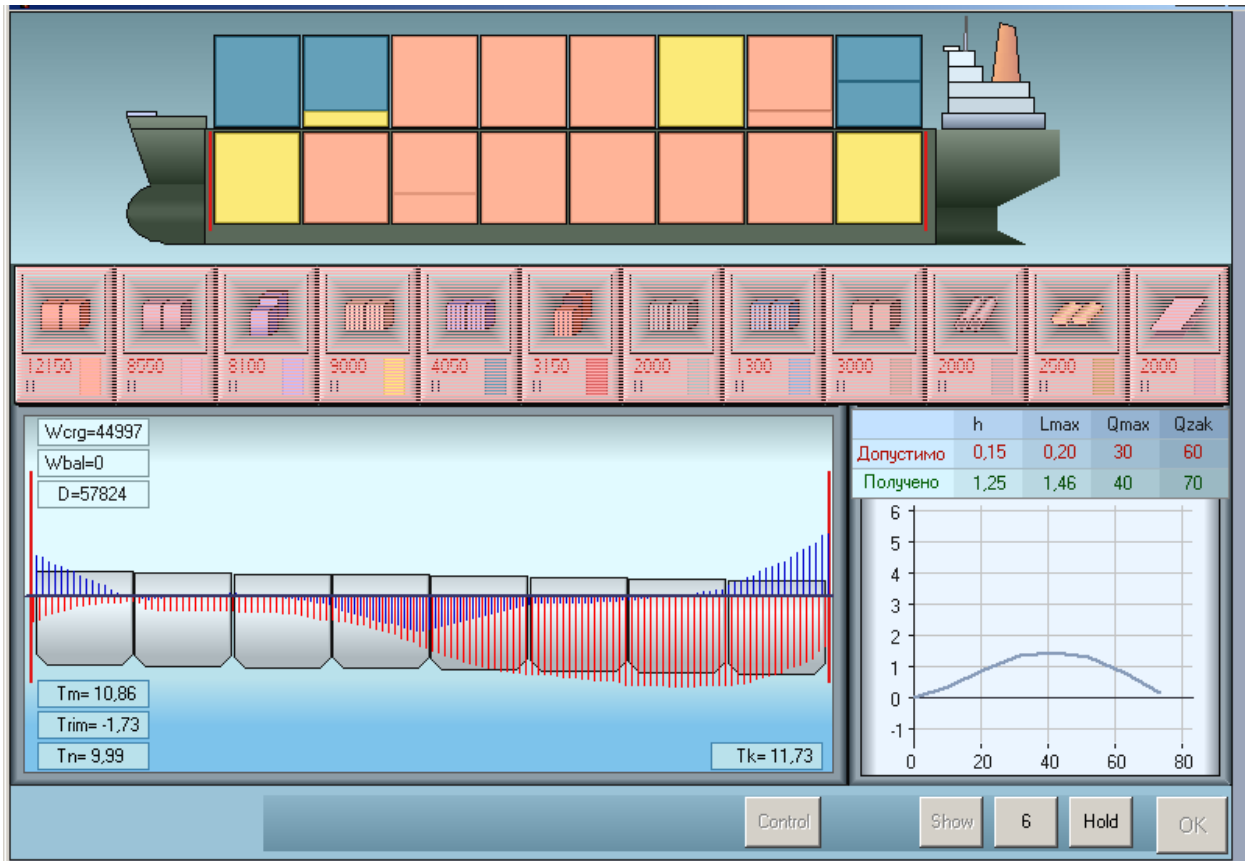 12150 8550 8100 9000 4050 3150 2000 1300 3000 2000 2500 2000
Wcrg=44997
Wbal=0
D=57824
Tm= 10,86
Trim= -1,73
Tn= 9,99
Tk= 11,73
h Lmax Qmax Qzak
Допустимо 0,15 0,20 30 60
Получено 1,25 1,46 40 70
6
5
4
3
2
1
0
-1
0 20 40 60 80
Control Show 6 Hold OK